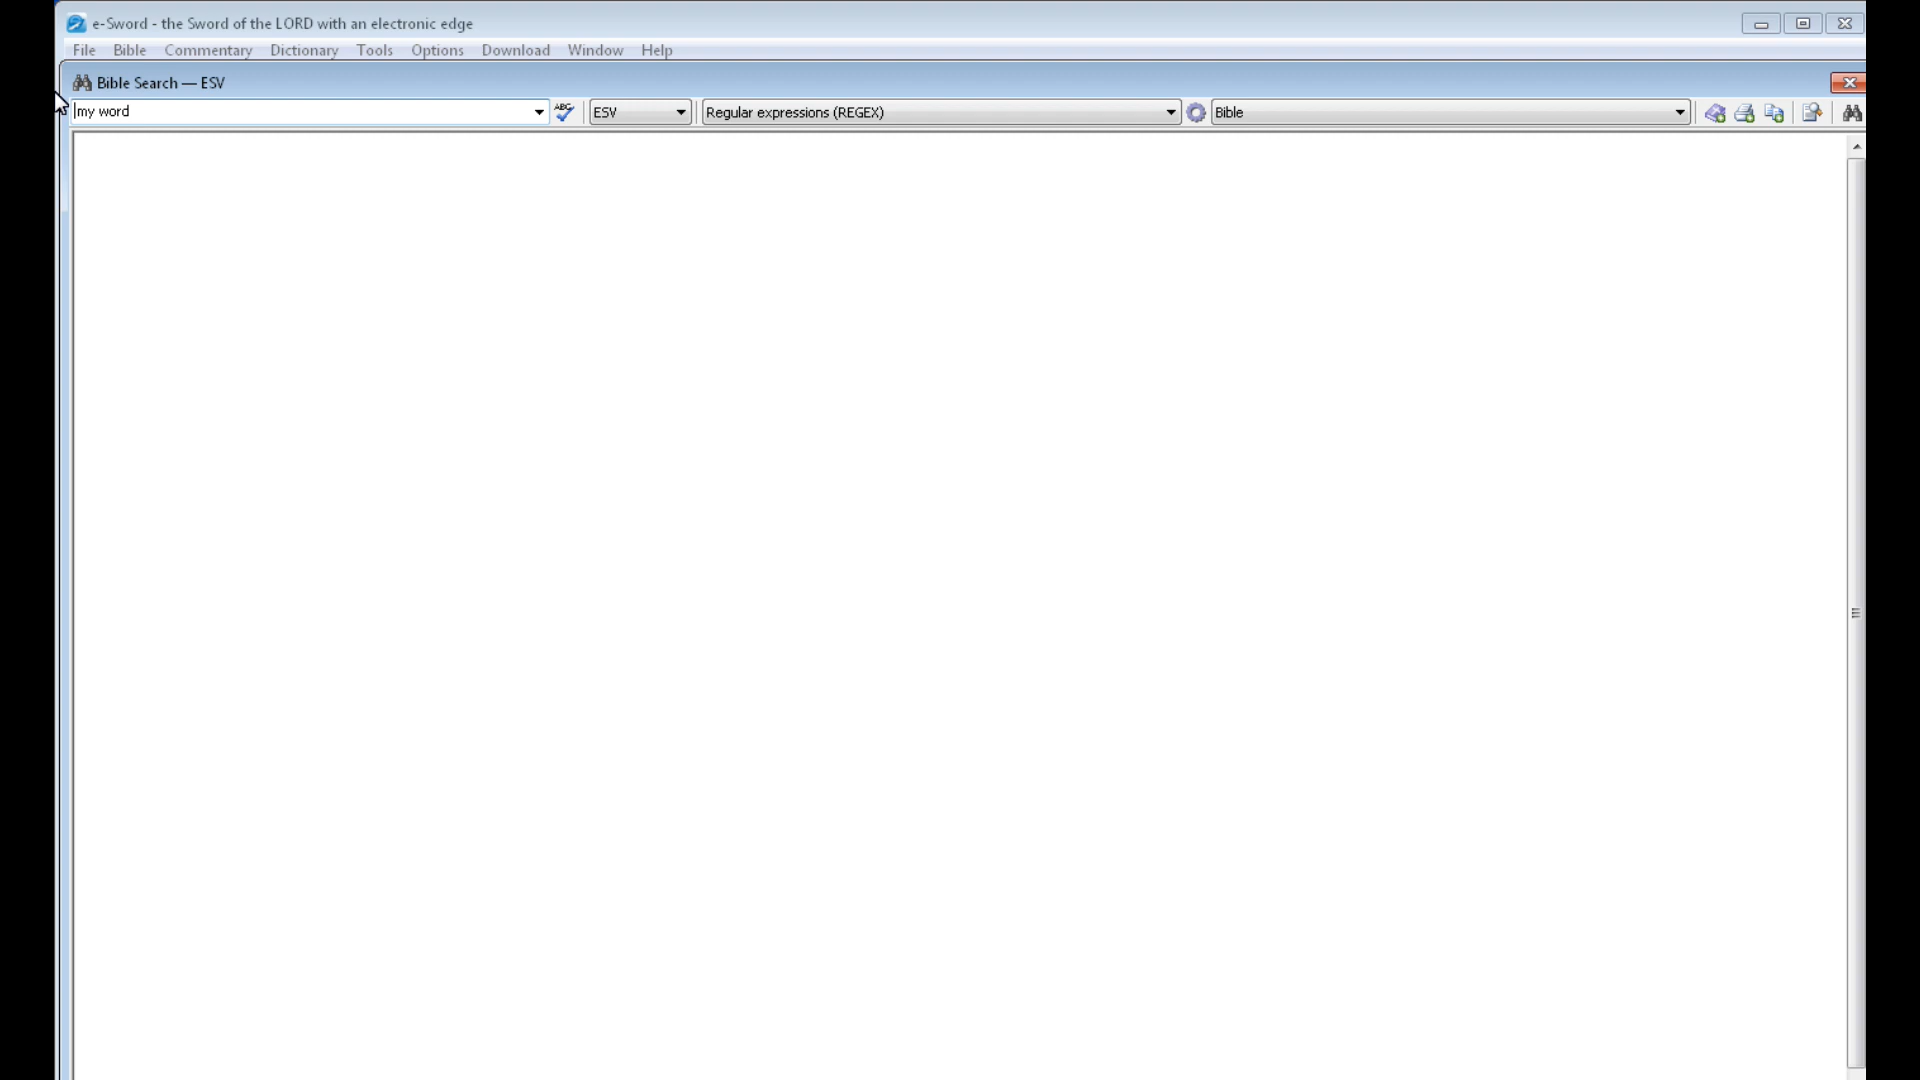 e-Sword - the Sword of the LORD with an electronic edge
File Bible Commentary Dictionary Tools Options Download Window Help
Bible Search — ESV
my word ABC ESV Regular expressions (REGEX) Bible